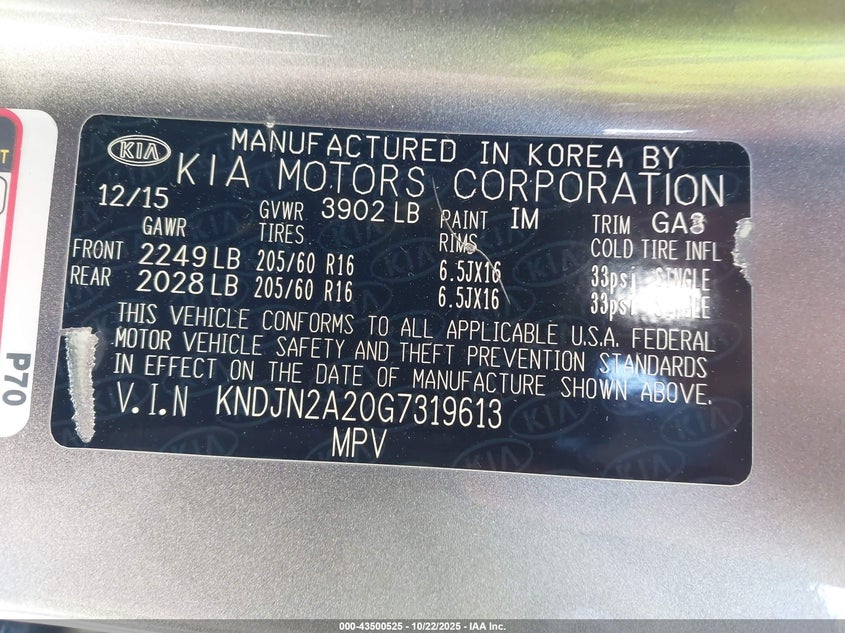 KIA
MANUFACTURED IN KOREA BY
KIA MOTORS CORPORATION
12/15 GVWR 3902 LB PAINT IM TRIM GA3
GAWR TIRES RIMS COLD TIRE INFL
FRONT 2249 LB 205/60 R16 6.5JX16 33psi SINGLE
REAR 2028 LB 205/60 R16 6.5JX16 33psi SINGLE
THIS VEHICLE CONFORMS TO ALL APPLICABLE U.S.A. FEDERAL
MOTOR VEHICLE SAFETY AND THEFT PREVENTION STANDARDS
IN EFFECT ON THE DATE OF MANUFACTURE SHOWN ABOVE.
V.I.N KNDJN2A20G7319613
MPV
P70
000-43500525 - 10/22/2025 - IAA Inc.